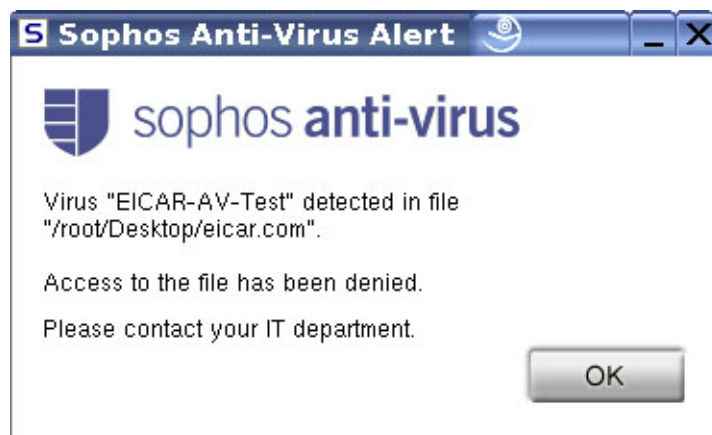 S Sophos Anti-Virus Alert
sophos anti-virus
Virus "EICAR-AV-Test" detected in file
"/root/Desktop/eicar.com".
Access to the file has been denied.
Please contact your IT department.
OK